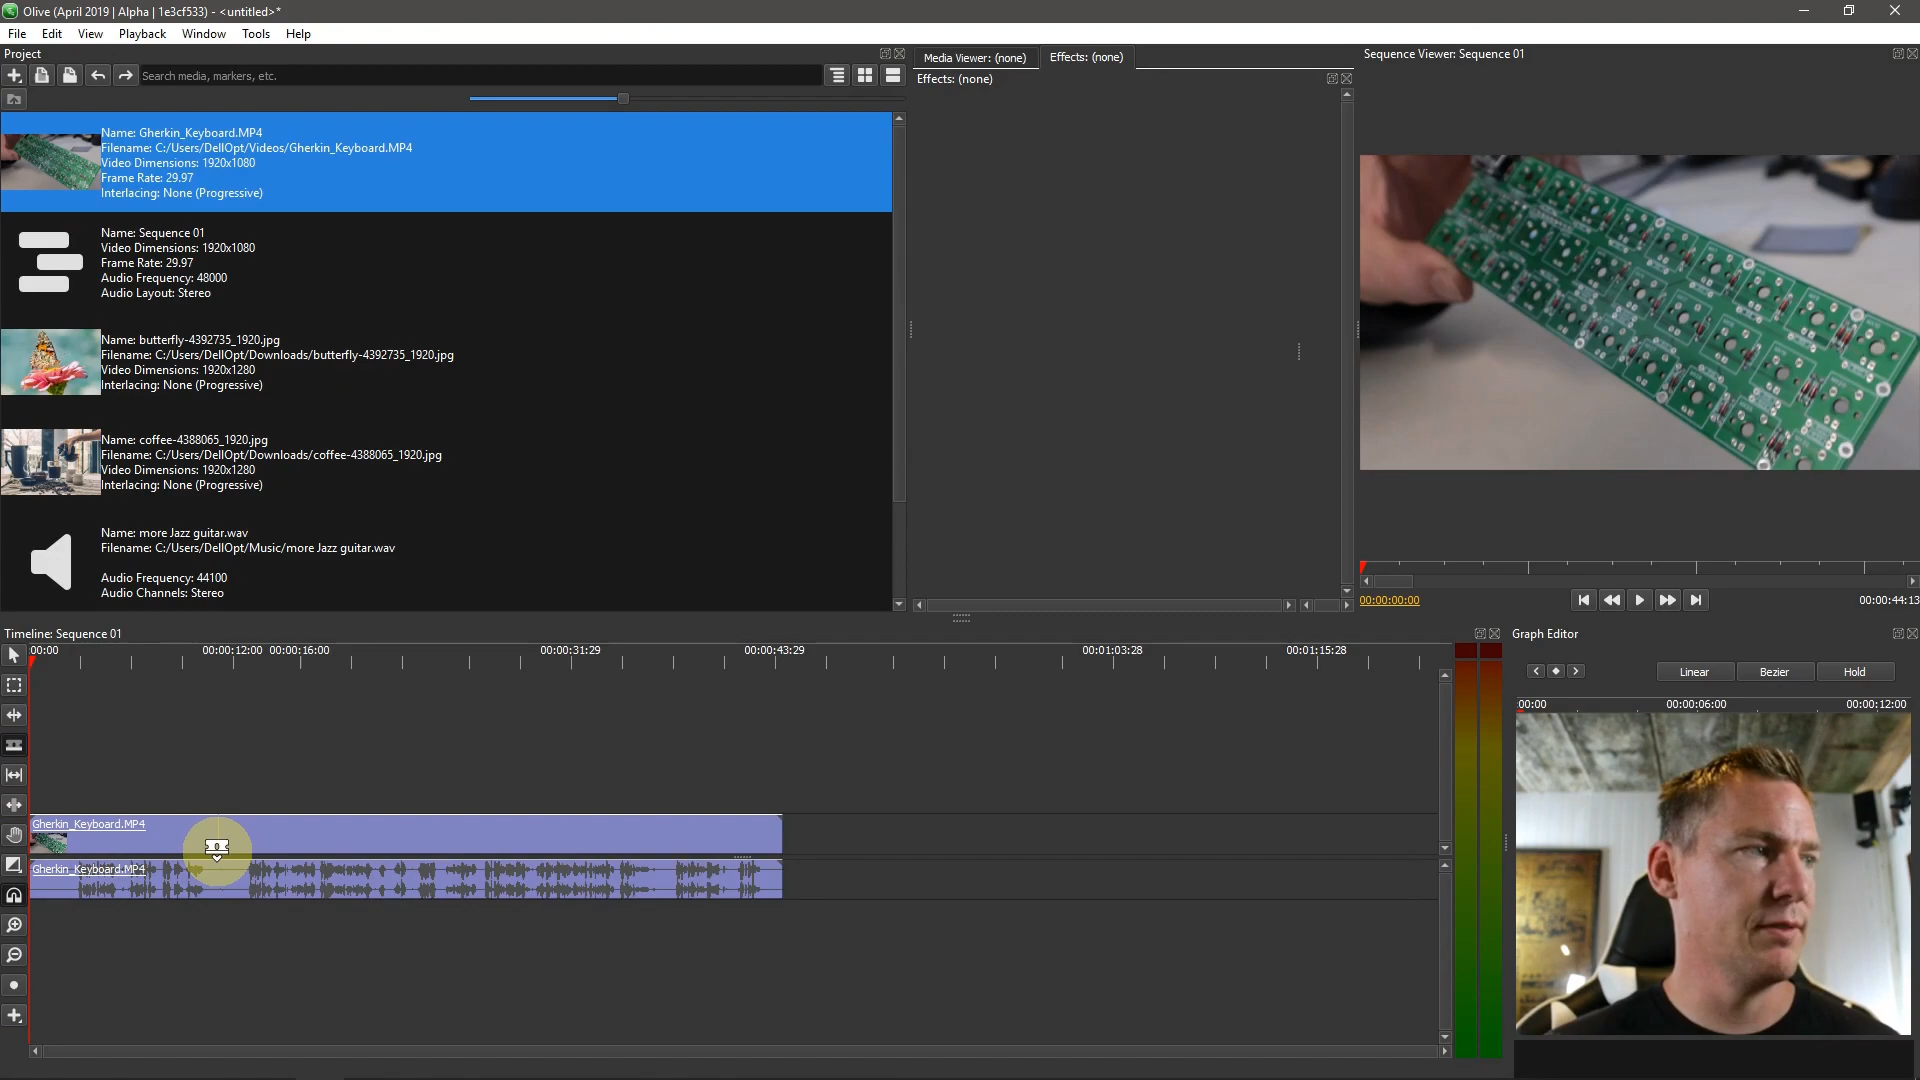 Olive (April 2019 | Alpha | 1e3cf533) - <untitled>*
File Edit View Playback Window Tools Help
Project
Search media, markers, etc.
Name: Gherkin_Keyboard.MP4
Filename: C:/Users/DellOpt/Videos/Gherkin_Keyboard.MP4
Video Dimensions: 1920x1080
Frame Rate: 29.97
Interlacing: None (Progressive)
Name: Sequence 01
Video Dimensions: 1920x1080
Frame Rate: 29.97
Audio Frequency: 48000
Audio Layout: Stereo
Name: butterfly-4392735_1920.jpg
Filename: C:/Users/DellOpt/Downloads/butterfly-4392735_1920.jpg
Video Dimensions: 1920x1280
Interlacing: None (Progressive)
Name: coffee-4388065_1920.jpg
Filename: C:/Users/DellOpt/Downloads/coffee-4388065_1920.jpg
Video Dimensions: 1920x1280
Interlacing: None (Progressive)
Name: more Jazz guitar.wav
Filename: C:/Users/DellOpt/Music/more Jazz guitar.wav
Audio Frequency: 44100
Audio Channels: Stereo
Media Viewer: (none) Effects: (none)
Effects: (none)
Sequence Viewer: Sequence 01
00:00:00:00 00:00:44:13
Timeline: Sequence 01
:00:00 00:00:12:00 00:00:16:00 00:00:31:29 00:00:43:29 00:01:03:28 00:01:15:28
Gherkin_Keyboard.MP4
Gherkin_Keyboard.MP4
Graph Editor
Linear Bezier Hold
:00:00 00:00:06:00 00:00:12:00